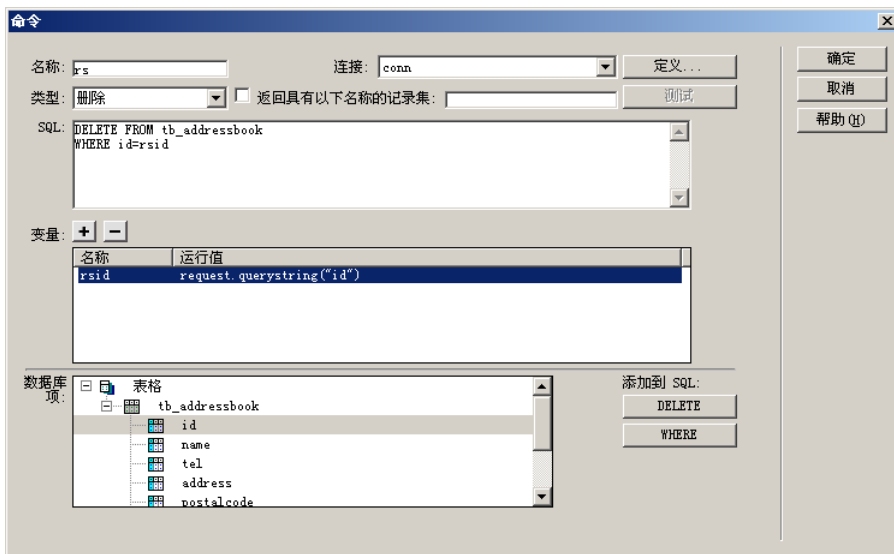 命令
名称: rs 连接: conn 定义... 确定
类型: 删除 返回具有以下名称的记录集: 测试 取消
SQL: DELETE FROM tb_addressbook 帮助(H)
WHERE id=rsid
变量: + −
名称 运行值
rsid request.querystring("id")
数据库项: 表格 添加到 SQL:
tb_addressbook DELETE
id
name WHERE
tel
address
postalcode